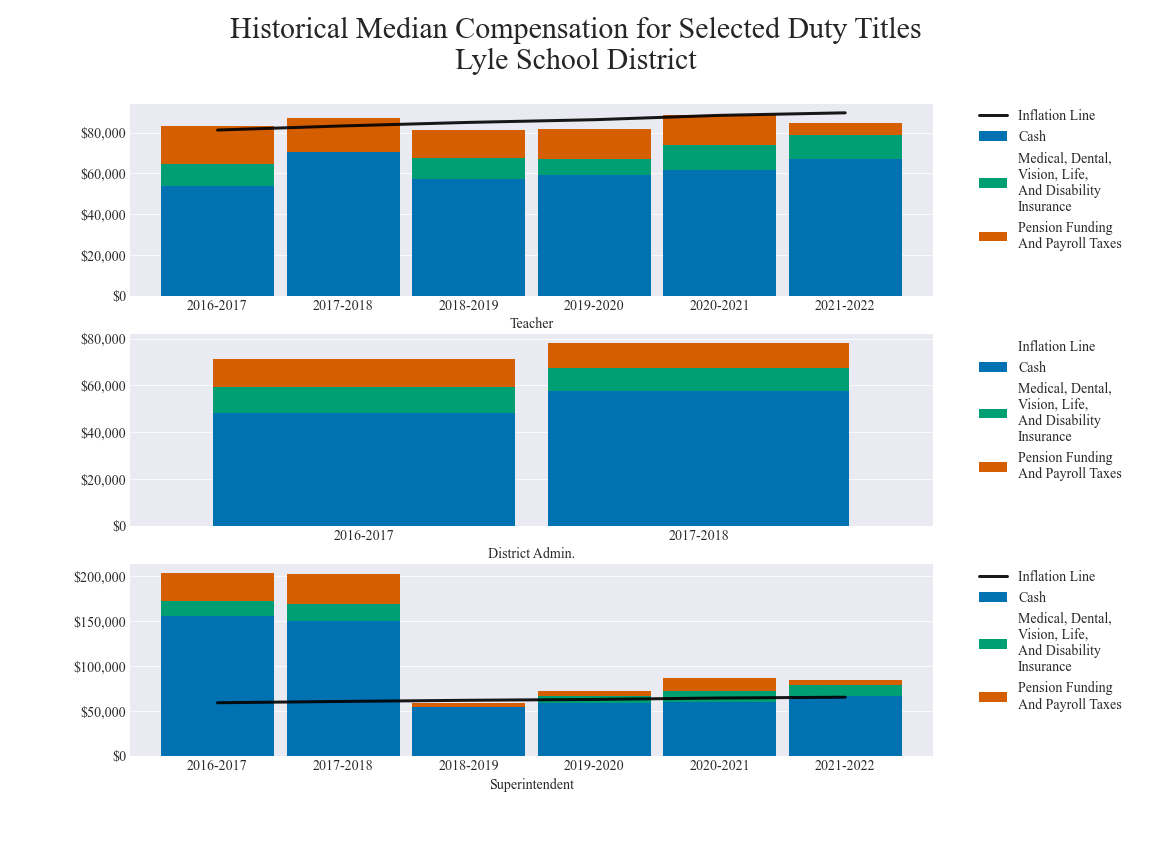 Historical Median Compensation for Selected Duty Titles
Lyle School District
$80,000
$60,000
$40,000
$20,000
$0
2016-2017 2017-2018 2018-2019 2019-2020 2020-2021 2021-2022
Teacher
Inflation Line
Cash
Medical, Dental,
Vision, Life,
And Disability
Insurance
Pension Funding
And Payroll Taxes
$80,000
$60,000
$40,000
$20,000
$0
2016-2017 2017-2018
District Admin.
Inflation Line
Cash
Medical, Dental,
Vision, Life,
And Disability
Insurance
Pension Funding
And Payroll Taxes
$200,000
$150,000
$100,000
$50,000
$0
2016-2017 2017-2018 2018-2019 2019-2020 2020-2021 2021-2022
Superintendent
Inflation Line
Cash
Medical, Dental,
Vision, Life,
And Disability
Insurance
Pension Funding
And Payroll Taxes